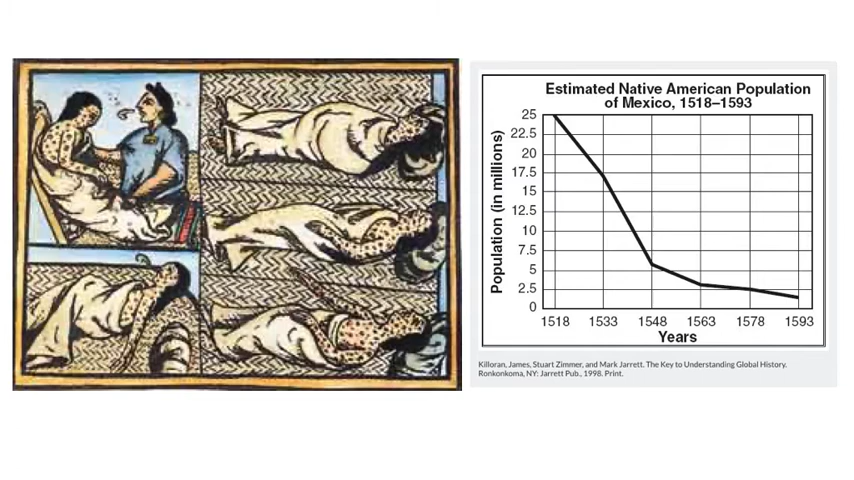 Estimated Native American Population
of Mexico, 1518–1593
Population (in millions)
25
22.5
20
17.5
15
12.5
10
7.5
5
2.5
0
1518 1533 1548 1563 1578 1593
Years
Killoran, James, Stuart Zimmer, and Mark Jarrett. The Key to Understanding Global History.
Ronkonkoma, NY: Jarrett Pub., 1998. Print.